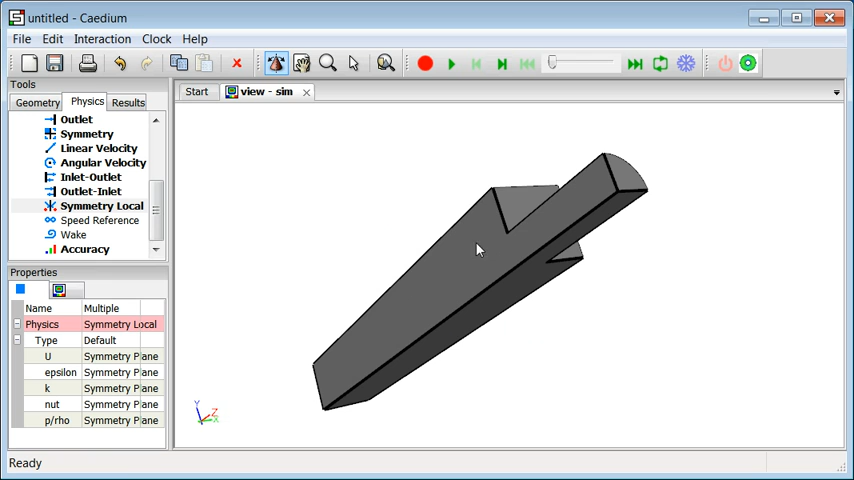 untitled - Caedium
File Edit Interaction Clock Help
Tools
Geometry Physics Results
Outlet
Symmetry
Linear Velocity
Angular Velocity
Inlet-Outlet
Outlet-Inlet
Symmetry Local
Speed Reference
Wake
Accuracy
Properties
Name Multiple
Physics Symmetry Local
Type Default
U Symmetry Plane
epsilon Symmetry Plane
k Symmetry Plane
nut Symmetry Plane
p/rho Symmetry Plane
Start view - sim
Y Z X
Ready